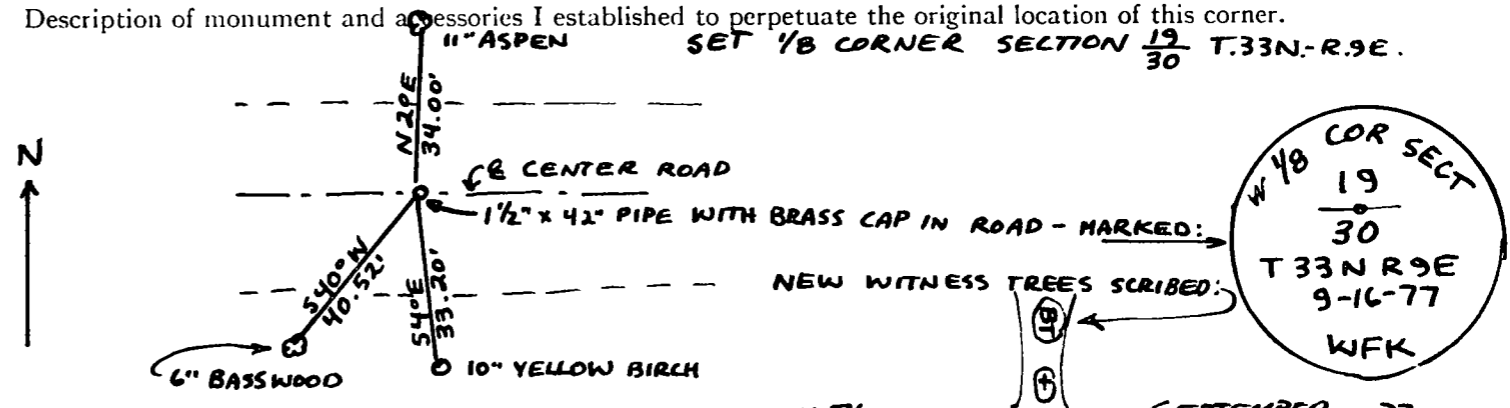 Description of monument and accessories I established to perpetuate the original location of this corner.
11" ASPEN
SET 1/8 CORNER SECTION 19/30 T.33N.-R.9E.
N2°E
34.00'
N
℄ CENTER ROAD
1½" x 42" PIPE WITH BRASS CAP IN ROAD - MARKED:
W 1/8 COR SECT
19
30
T33N R9E
9-16-77
WFK
NEW WITNESS TREES SCRIBED:
BT
+
S40°W
40.52'
S4°E
33.20'
6" BASSWOOD
10" YELLOW BIRCH